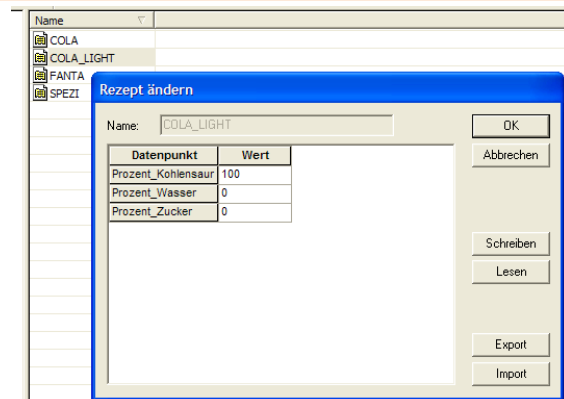 Name
COLA
COLA_LIGHT
FANTA
SPEZI
Rezept ändern
Name: COLA_LIGHT
OK
Datenpunkt Wert
Abbrechen
Prozent_Kohlensaur 100
Prozent_Wasser 0
Prozent_Zucker 0
Schreiben
Lesen
Export
Import